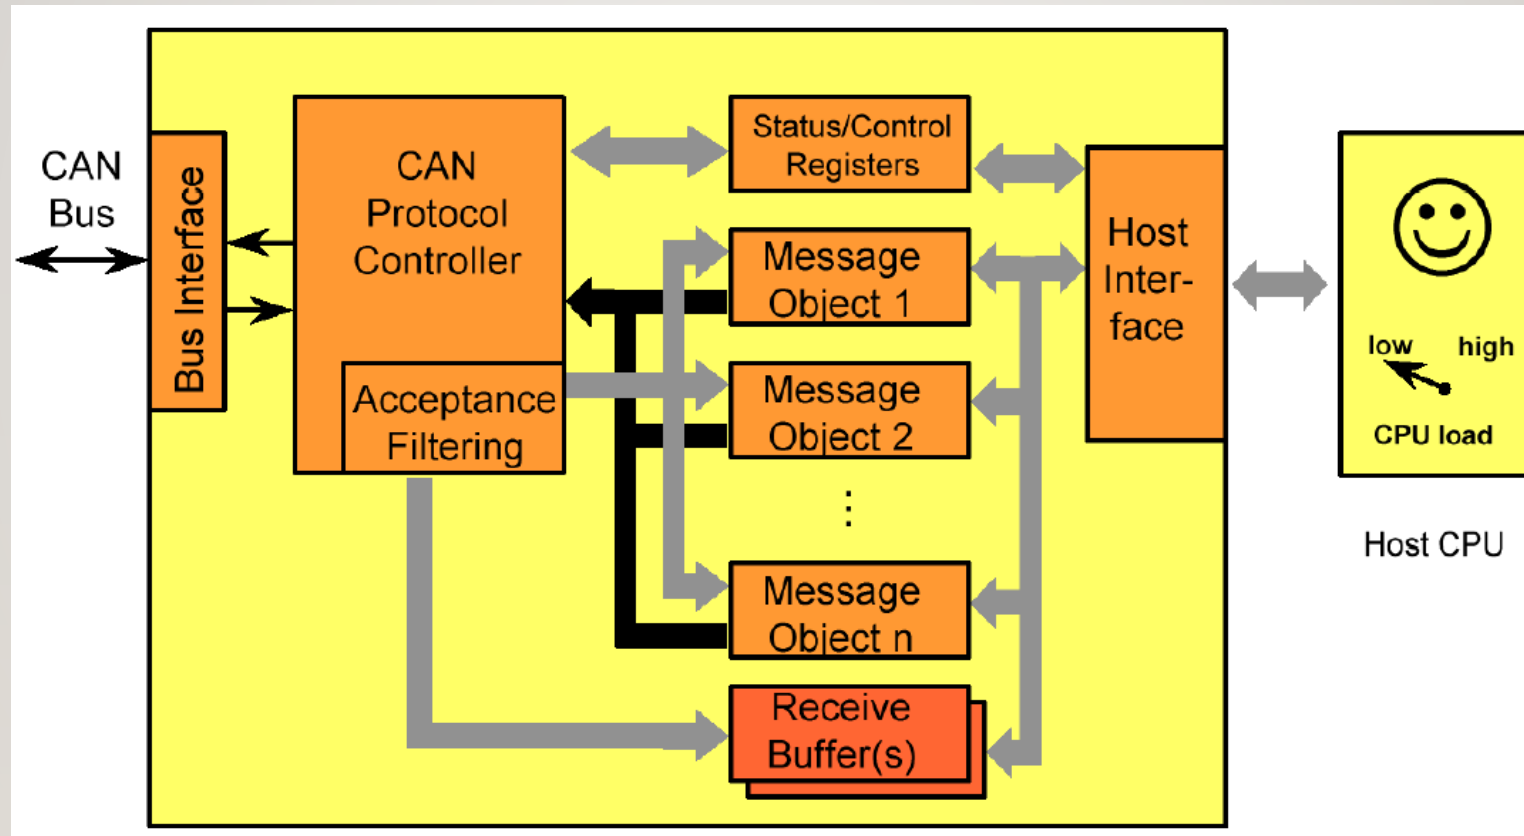 CAN
Bus
Bus Interface
CAN
Protocol
Controller
Acceptance
Filtering
Status/Control
Registers
Message
Object 1
Message
Object 2
⋮
Message
Object n
Receive
Buffer(s)
Host
Inter-
face
low high
CPU load
Host CPU